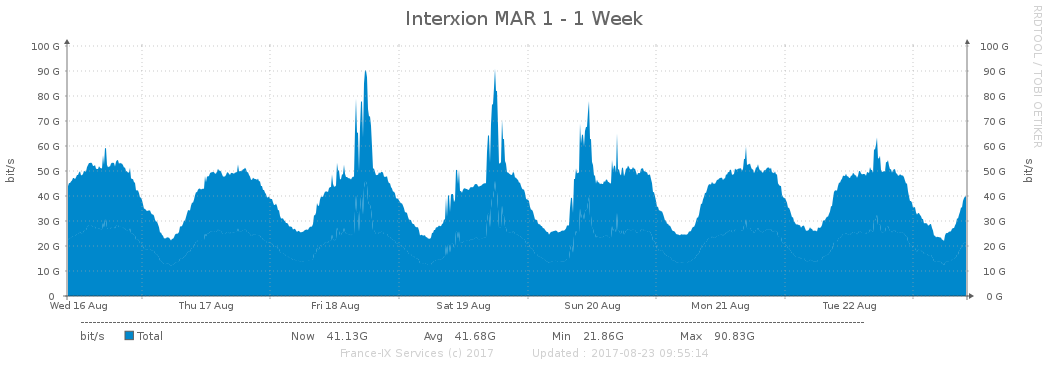 Interxion MAR 1 - 1 Week
RRDTOOL / TOBI OETIKER
bit/s
bit/s
100 G 100 G
90 G 90 G
80 G 80 G
70 G 70 G
60 G 60 G
50 G 50 G
40 G 40 G
30 G 30 G
20 G 20 G
10 G 10 G
0 0 G
Wed 16 Aug Thu 17 Aug Fri 18 Aug Sat 19 Aug Sun 20 Aug Mon 21 Aug Tue 22 Aug
bit/s Total Now 41.13G Avg 41.68G Min 21.86G Max 90.83G
France-IX Services (c) 2017 Updated : 2017-08-23 09:55:14